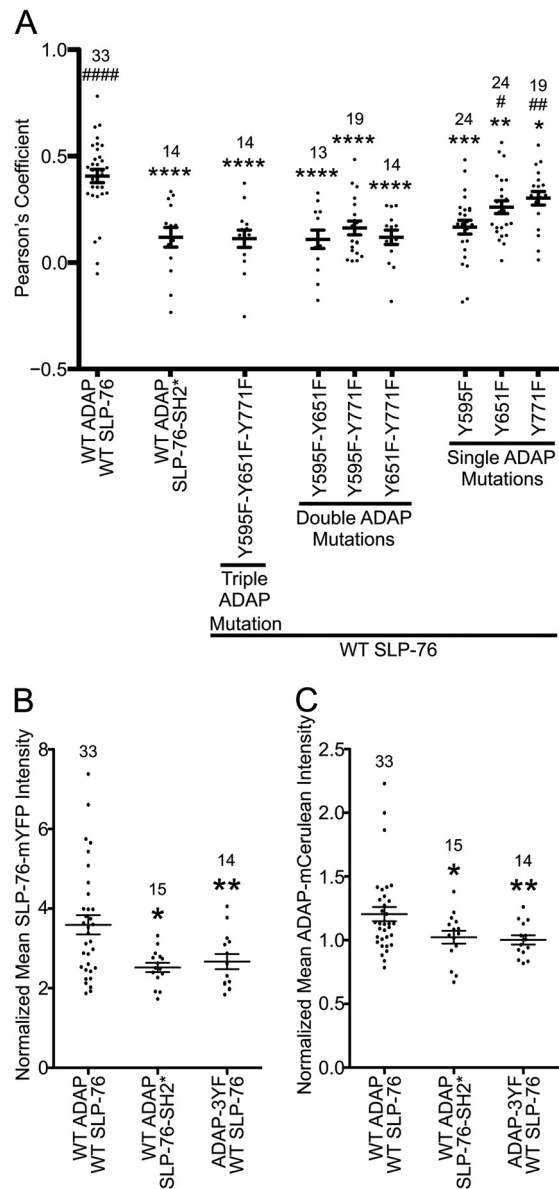 A
Pearson's Coefficient
1.0
0.5
0.0
−0.5
33
####
14
****
14
****
13
****
19
****
14
****
24
***
24
#
**
19
##
*
WT ADAP
WT SLP-76
WT ADAP
SLP-76-SH2*
Y595F-Y651F-Y771F
Y595F-Y651F
Y595F-Y771F
Y651F-Y771F
Y595F
Y651F
Y771F
Triple
ADAP
Mutation
Double ADAP
Mutations
Single ADAP
Mutations
WT SLP-76
B
Normalized Mean SLP-76-mYFP Intensity
8
6
4
2
0
33
15
*
14
**
WT ADAP
WT SLP-76
WT ADAP
SLP-76-SH2*
ADAP-3YF
WT SLP-76
C
Normalized Mean ADAP-mCerulean Intensity
2.5
2.0
1.5
1.0
0.5
0.0
33
15
*
14
**
WT ADAP
WT SLP-76
WT ADAP
SLP-76-SH2*
ADAP-3YF
WT SLP-76